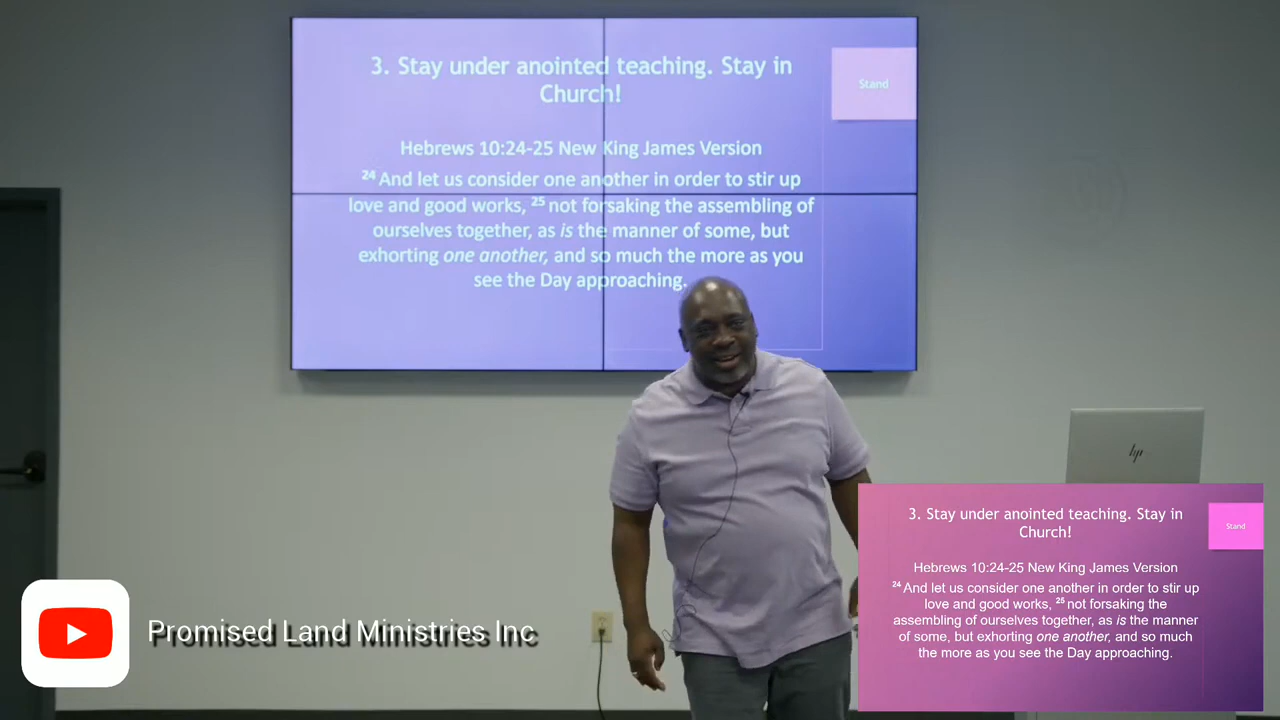 3. Stay under anointed teaching. Stay in
Church!
Stand
Hebrews 10:24-25 New King James Version
24 And let us consider one another in order to stir up
love and good works, 25 not forsaking the assembling of
ourselves together, as is the manner of some, but
exhorting one another, and so much the more as you
see the Day approaching.
hp
3. Stay under anointed teaching. Stay in
Church!
Stand
Hebrews 10:24-25 New King James Version
24 And let us consider one another in order to stir up
love and good works, 25 not forsaking the
assembling of ourselves together, as is the manner
of some, but exhorting one another, and so much
the more as you see the Day approaching.
Promised Land Ministries Inc